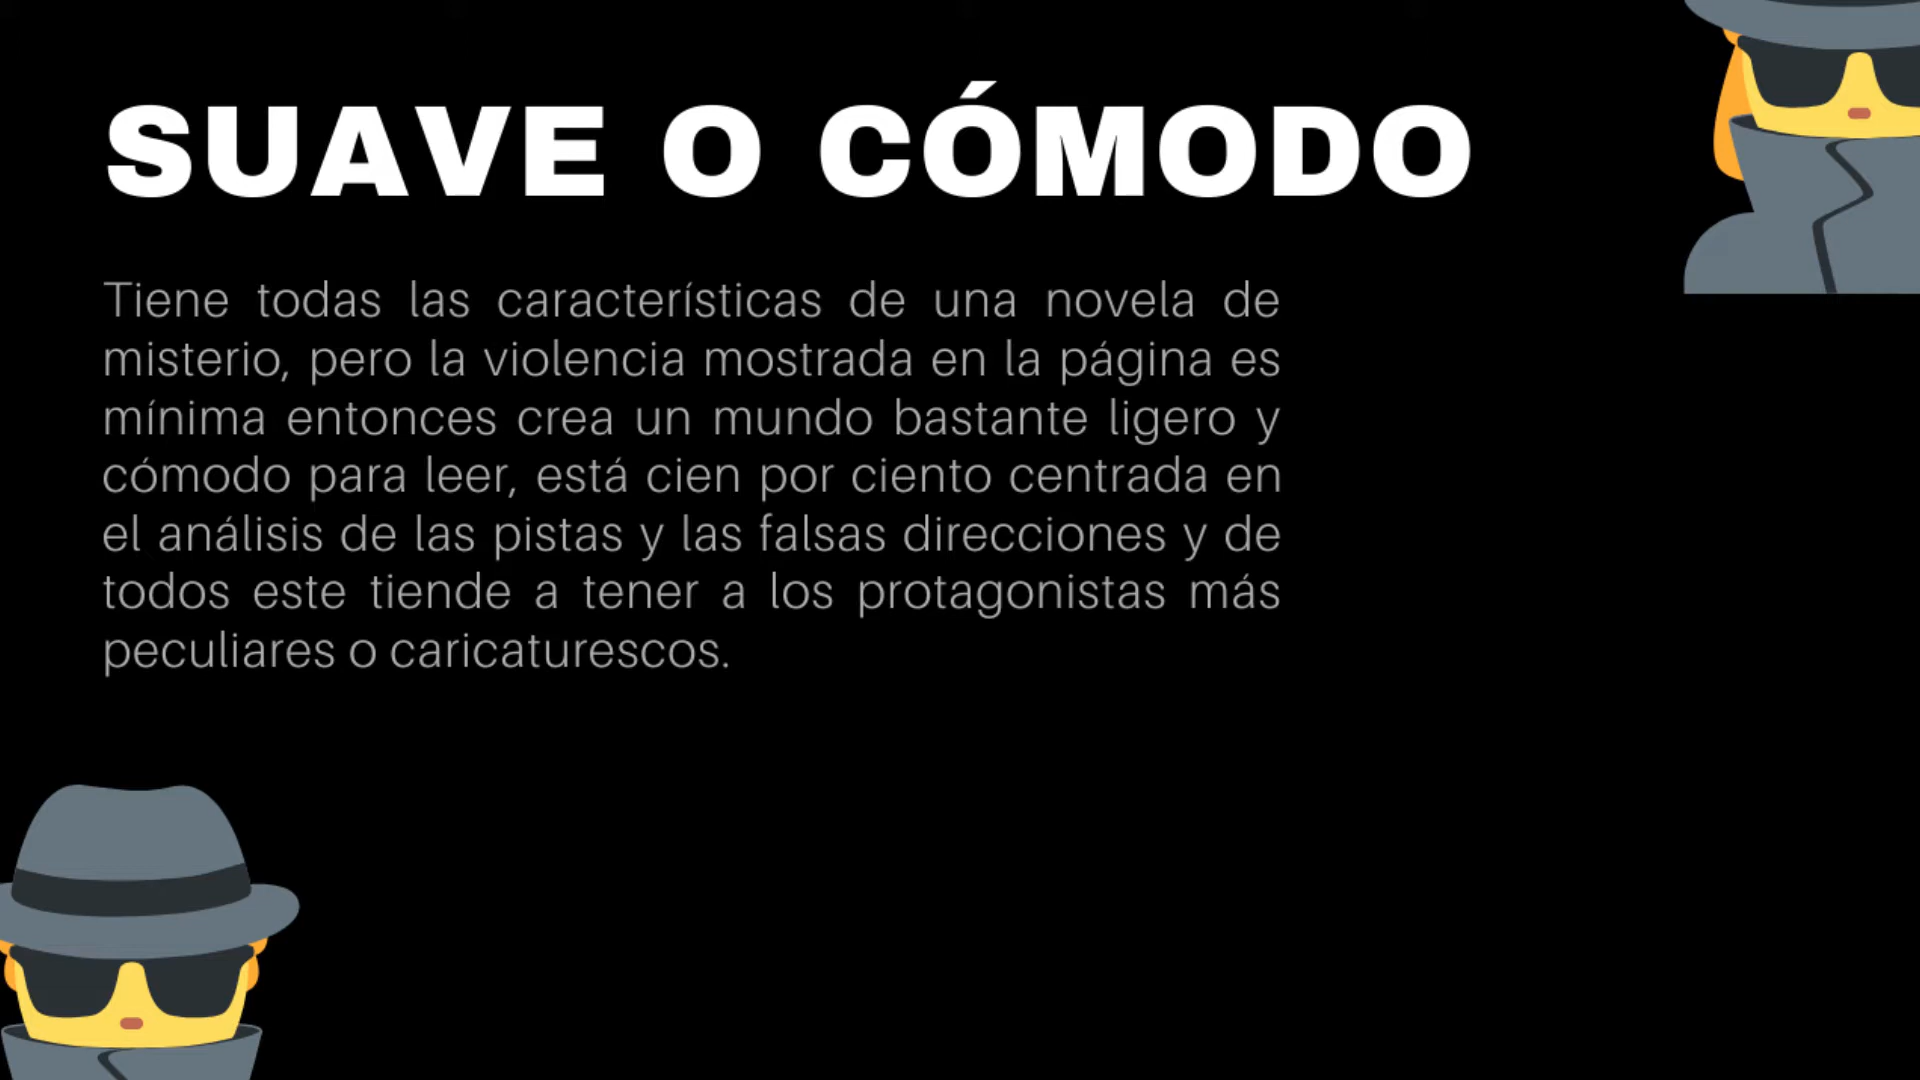 SUAVE O CÓMODO
Tiene todas las características de una novela de
misterio, pero la violencia mostrada en la página es
mínima entonces crea un mundo bastante ligero y
cómodo para leer, está cien por ciento centrada en
el análisis de las pistas y las falsas direcciones y de
todos este tiende a tener a los protagonistas más
peculiares o caricaturescos.